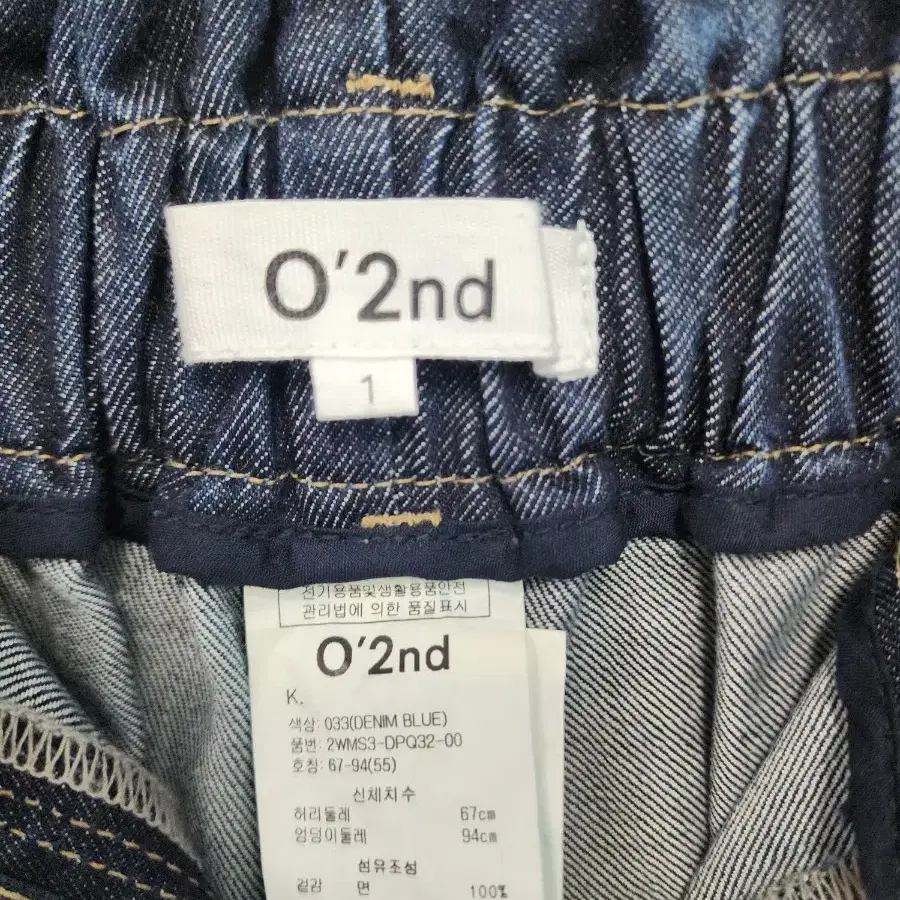 O'2nd
1
전기용품및생활용품안전
관리법에 의한 품질표시
O'2nd
K.
색상: 033(DENIM BLUE)
품번: 2WMS3-DPQ32-00
호칭: 67-94(55)
신체치수
허리둘레 67cm
엉덩이둘레 94cm
섬유조성
겉감 면 100%